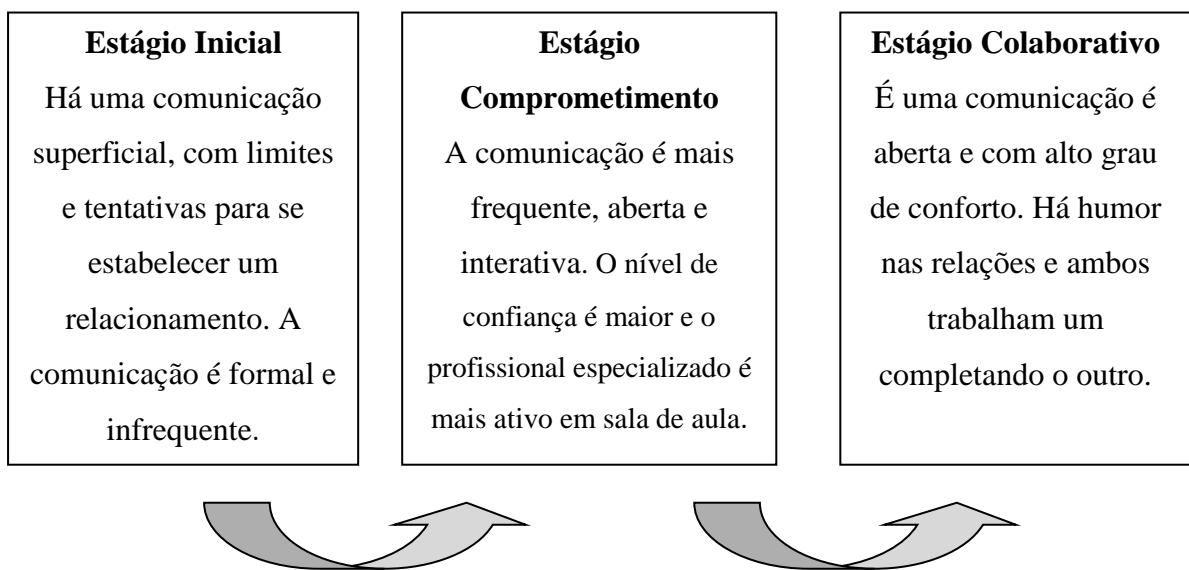 Estágio Inicial
Há uma comunicação
superficial, com limites
e tentativas para se
estabelecer um
relacionamento. A
comunicação é formal e
infrequente.
Estágio
Comprometimento
A comunicação é mais
frequente, aberta e
interativa. O nível de
confiança é maior e o
profissional especializado é
mais ativo em sala de aula.
Estágio Colaborativo
É uma comunicação é
aberta e com alto grau
de conforto. Há humor
nas relações e ambos
trabalham um
completando o outro.